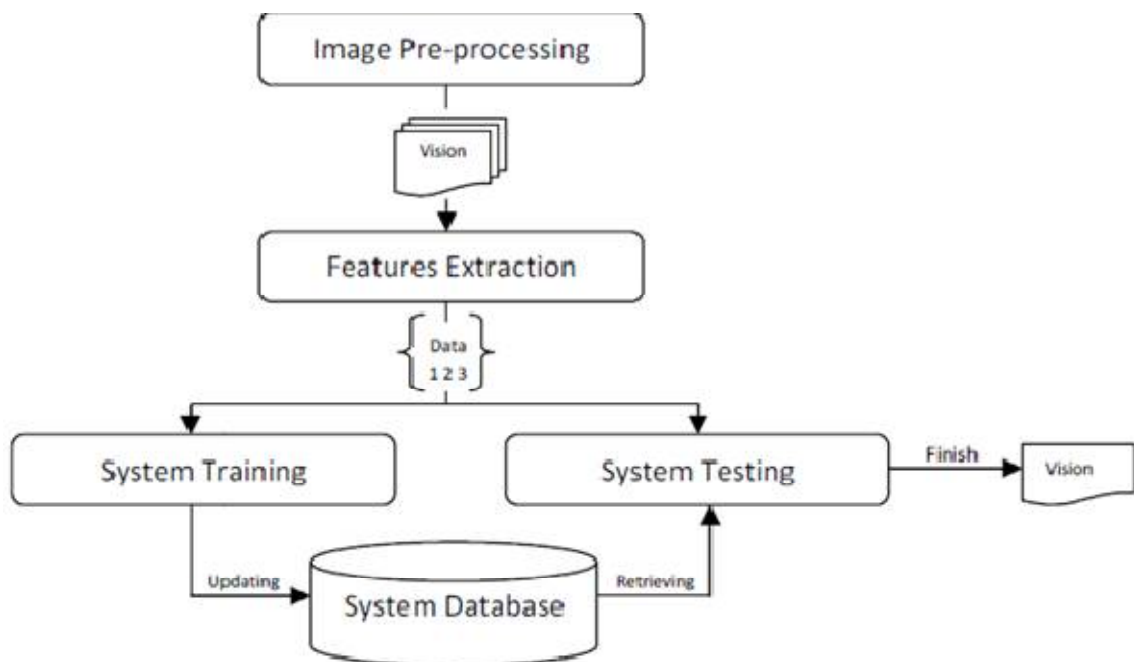 Image Pre-processing
Vision
Features Extraction
Data
1 2 3
System Training
System Testing
Finish
Vision
Updating
System Database
Retrieving